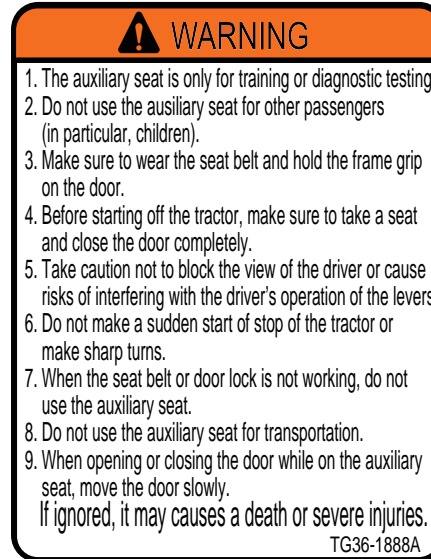 WARNING
1. The auxiliary seat is only for training or diagnostic testing
2. Do not use the ausiliary seat for other passengers
(in particular, children).
3. Make sure to wear the seat belt and hold the frame grip
on the door.
4. Before starting off the tractor, make sure to take a seat
and close the door completely.
5. Take caution not to block the view of the driver or cause
risks of interfering with the driver's operation of the levers
6. Do not make a sudden start of stop of the tractor or
make sharp turns.
7. When the seat belt or door lock is not working, do not
use the auxiliary seat.
8. Do not use the auxiliary seat for transportation.
9. When opening or closing the door while on the auxiliary
seat, move the door slowly.
If ignored, it may causes a death or severe injuries.
TG36-1888A